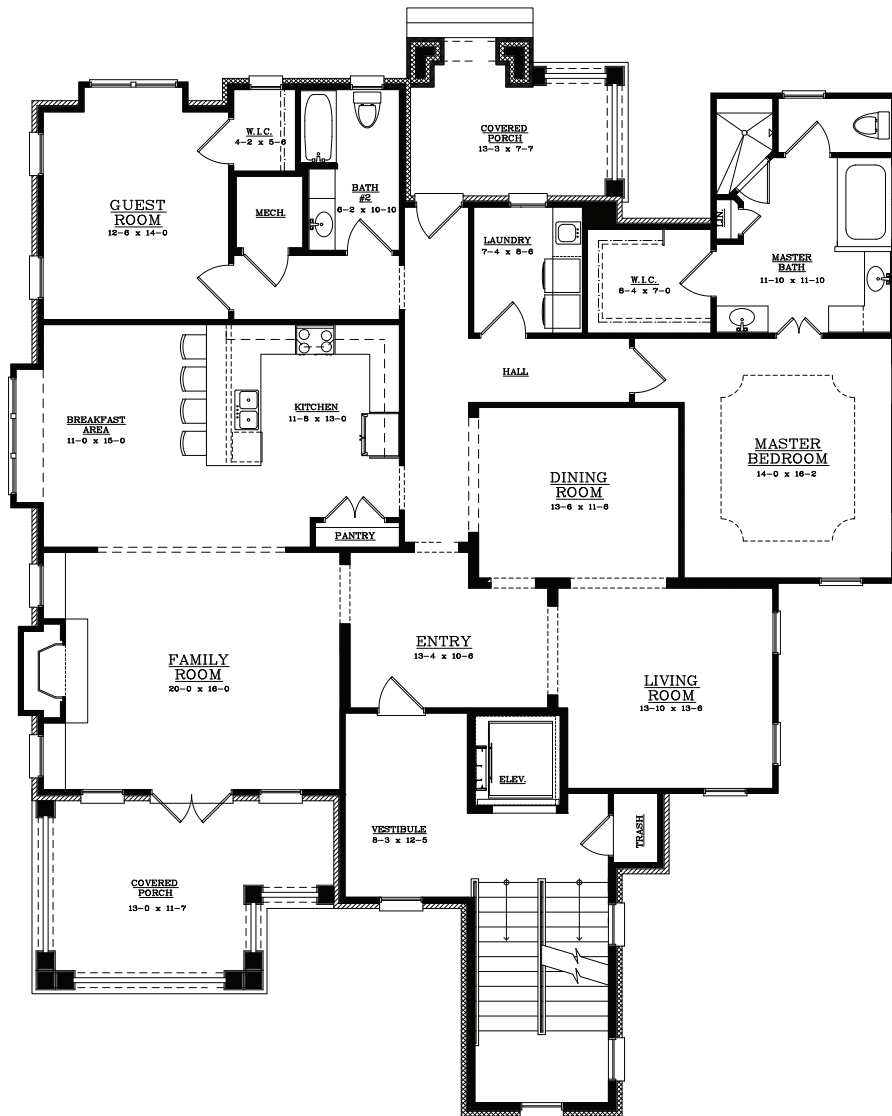 COVERED
PORCH
13-3 x 7-7
W.I.C.
4-2 x 5-6
GUEST
ROOM
12-6 x 14-0
BATH
#2
6-2 x 10-10
MECH.
LAUNDRY
7-4 x 8-6
LIN.
W.I.C.
8-4 x 7-0
MASTER
BATH
11-10 x 11-10
HALL
BREAKFAST
AREA
11-0 x 15-0
KITCHEN
11-8 x 13-0
MASTER
BEDROOM
14-0 x 16-2
DINING
ROOM
13-6 x 11-6
PANTRY
FAMILY
ROOM
20-0 x 16-0
ENTRY
13-4 x 10-6
LIVING
ROOM
13-10 x 13-6
ELEV.
VESTIBULE
8-3 x 12-5
TRASH
COVERED
PORCH
13-0 x 11-7